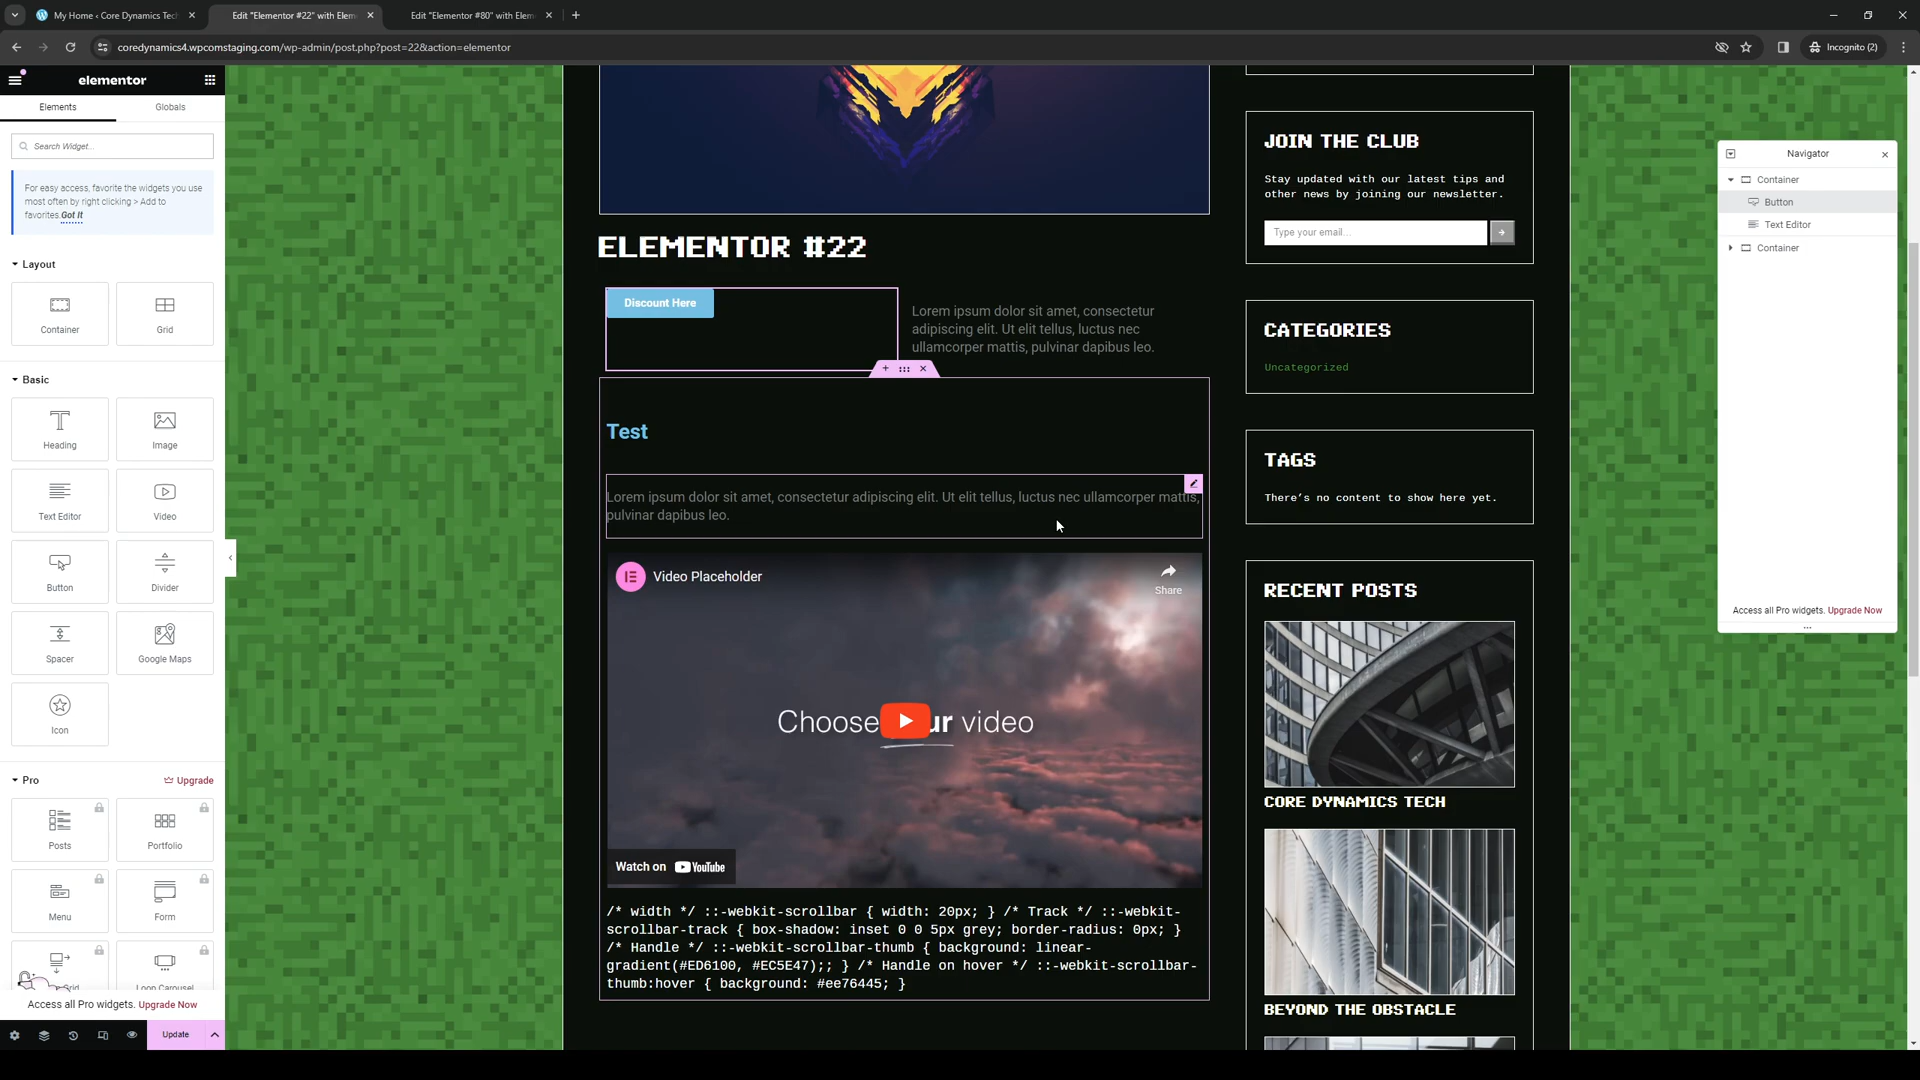 My Home ‹ Core Dynamics Tech
Edit "Elementor #22" with Elem
Edit "Elementor #80" with Elem
coredynamics4.wpcomstaging.com/wp-admin/post.php?post=22&action=elementor
Incognito (2)
elementor
Elements
Globals
Search Widget...
For easy access, favorite the widgets you use
most often by right clicking > Add to
favorites. Got It
Layout
Container
Grid
Basic
Heading
Image
Text Editor
Video
Button
Divider
Spacer
Google Maps
Icon
Pro
Upgrade
Posts
Portfolio
Menu
Form
Loop Carousel
Access all Pro widgets. Upgrade Now
Update
ELEMENTOR #22
Discount Here
Lorem ipsum dolor sit amet, consectetur
adipiscing elit. Ut elit tellus, luctus nec
ullamcorper mattis, pulvinar dapibus leo.
Test
Lorem ipsum dolor sit amet, consectetur adipiscing elit. Ut elit tellus, luctus nec ullamcorper mattis,
pulvinar dapibus leo.
Video Placeholder
Share
Choose your video
Watch on YouTube
/* width */ ::-webkit-scrollbar { width: 20px; } /* Track */ ::-webkit-
scrollbar-track { box-shadow: inset 0 0 5px grey; border-radius: 0px; }
/* Handle */ ::-webkit-scrollbar-thumb { background: linear-
gradient(#ED6100, #EC5E47);; } /* Handle on hover */ ::-webkit-scrollbar-
thumb:hover { background: #ee76445; }
JOIN THE CLUB
Stay updated with our latest tips and
other news by joining our newsletter.
Type your email...
CATEGORIES
Uncategorized
TAGS
There's no content to show here yet.
RECENT POSTS
CORE DYNAMICS TECH
BEYOND THE OBSTACLE
Navigator
Container
Button
Text Editor
Container
Access all Pro widgets. Upgrade Now